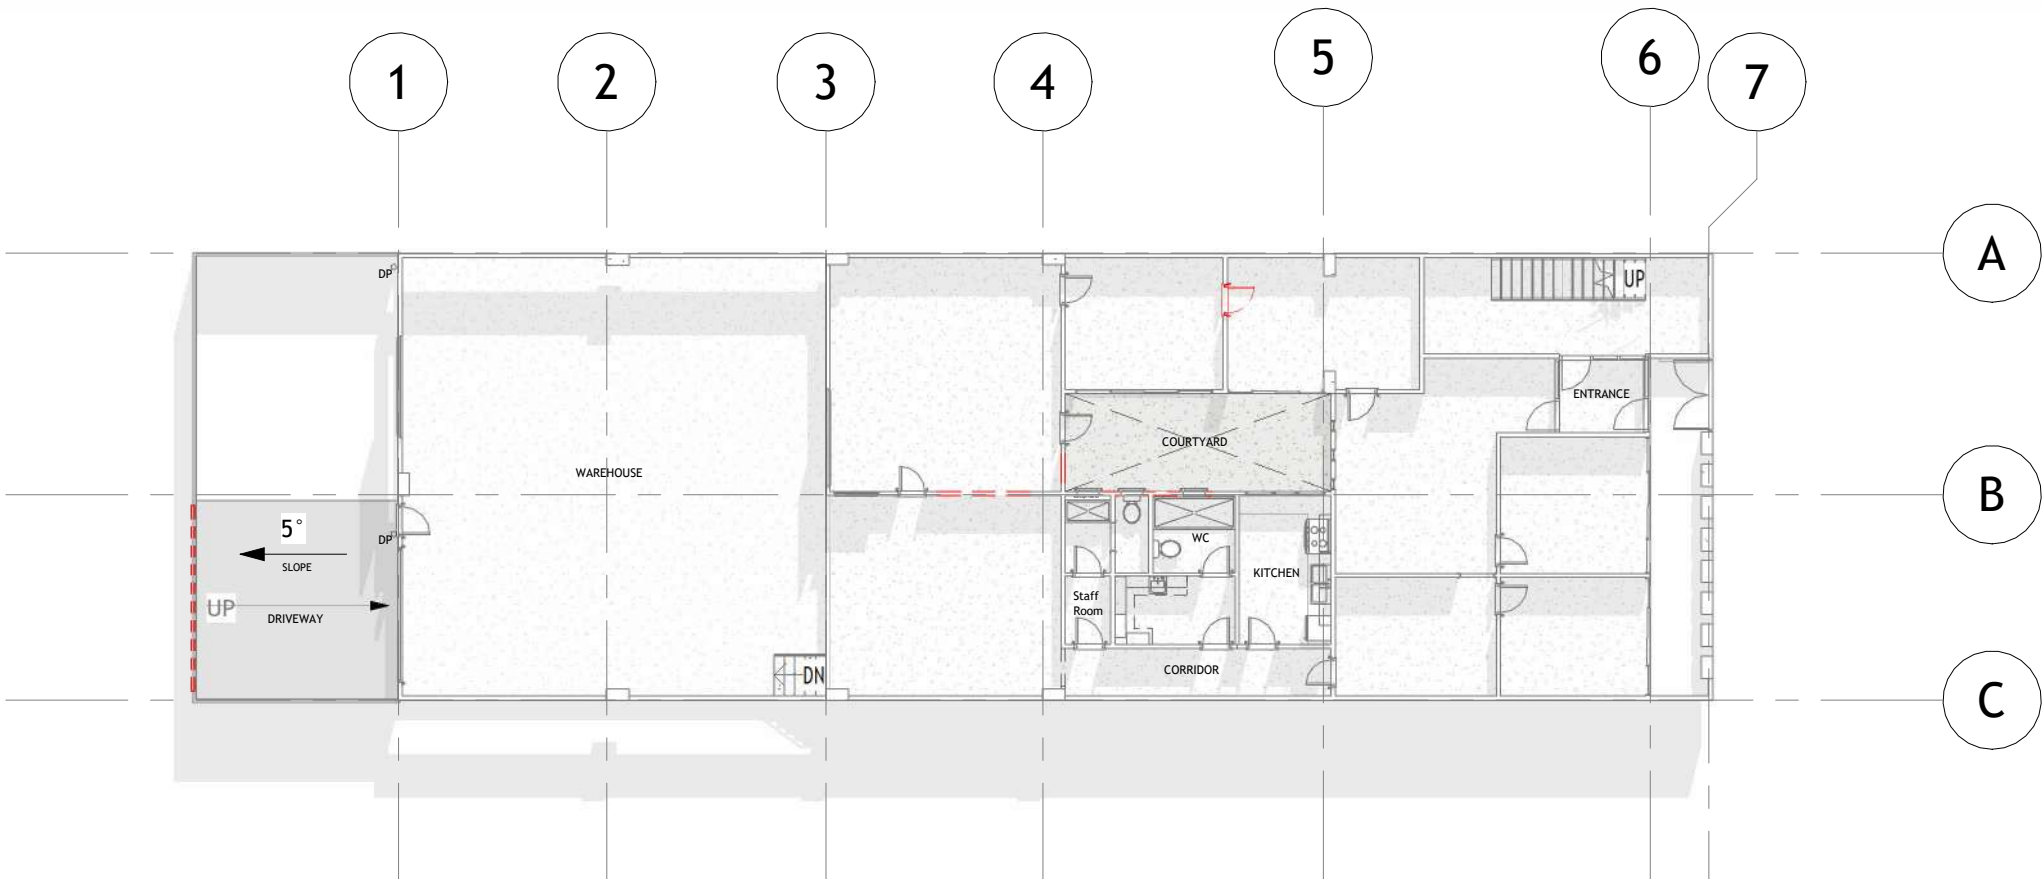 1
2
3
4
5
6
7
A
DP
UP
ENTRANCE
COURTYARD
WAREHOUSE
B
5°
DP
WC
SLOPE
KITCHEN
UP
DRIVEWAY
Staff
Room
CORRIDOR
DN
C